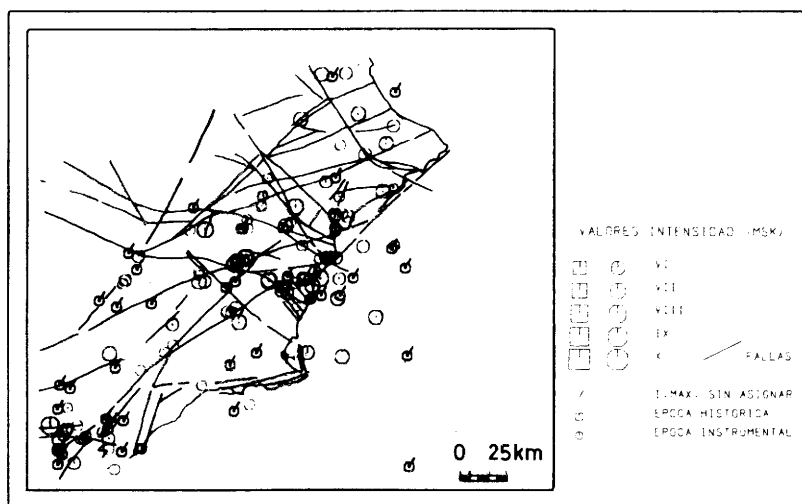 VALORES INTENSIDAD (MSK)
VI
VII
VIII
IX
X
FALLAS
I.MAX. SIN ASIGNAR
EPOCA HISTORICA
EPOCA INSTRUMENTAL
0 25km